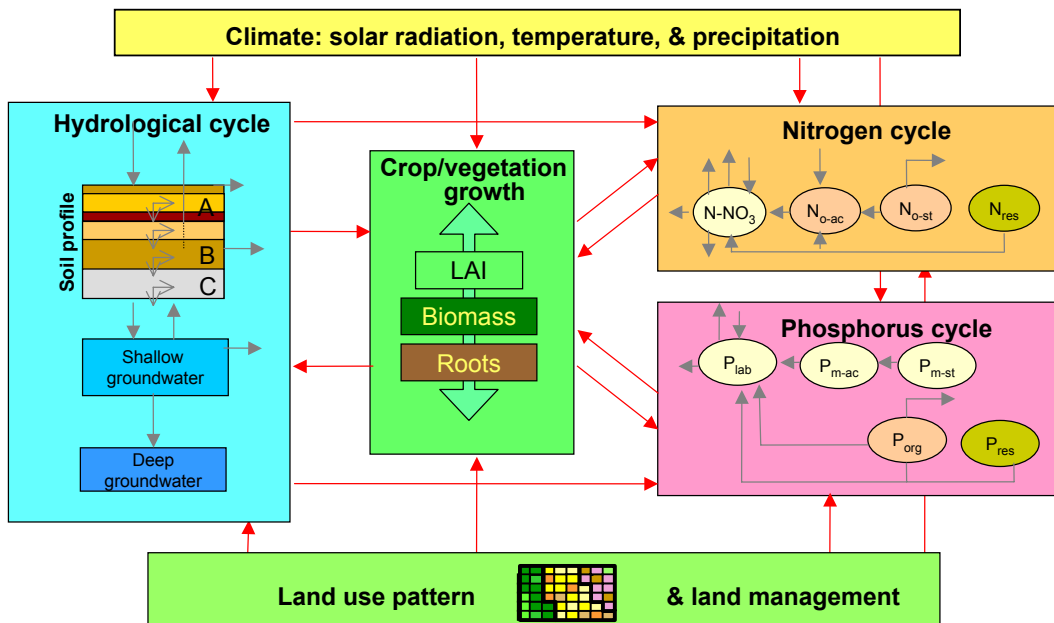 Climate: solar radiation, temperature, & precipitation
Hydrological cycle
Soil profile
A
B
C
Shallow
groundwater
Deep
groundwater
Crop/vegetation
growth
LAI
Biomass
Roots
Nitrogen cycle
N-NO3
No-ac
No-st
Nres
Phosphorus cycle
Plab
Pm-ac
Pm-st
Porg
Pres
Land use pattern & land management